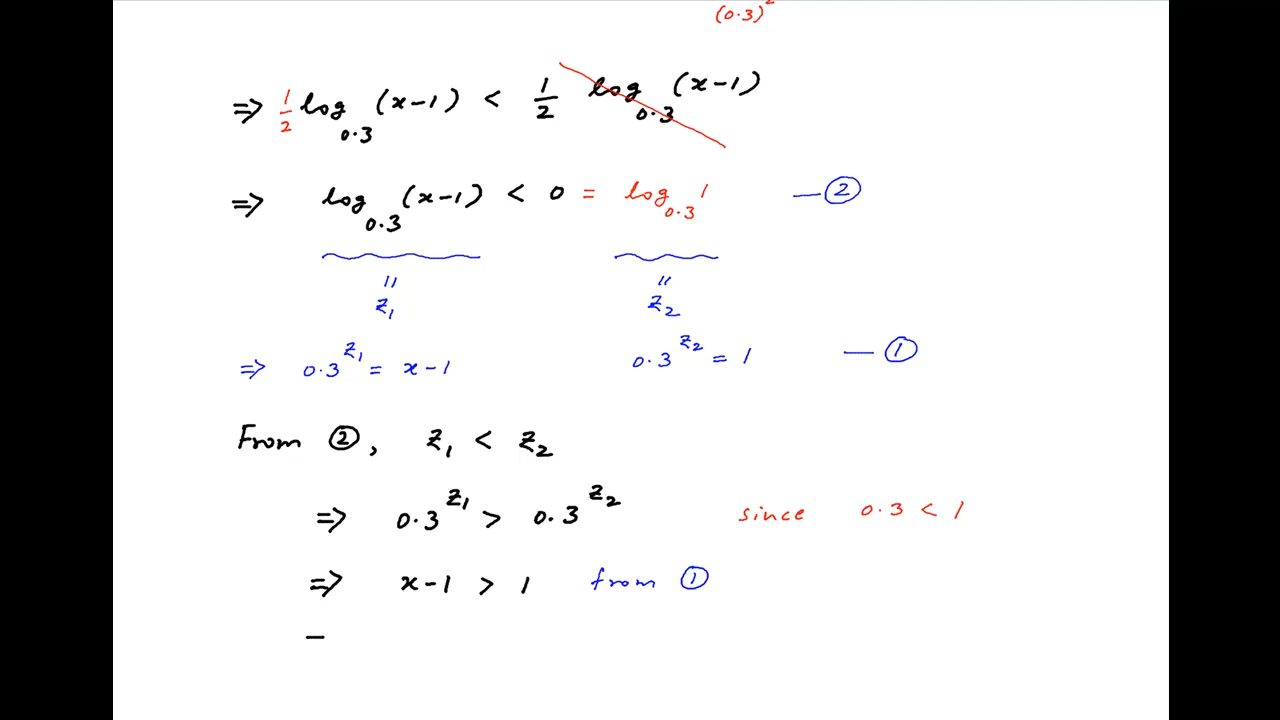 (0.3)²
⇒ 1/2 log_0.3 (x-1) < 1/2 log_0.3 (x-1)
⇒ log_0.3 (x-1) < 0 = log_0.3 1 — ②
" "
z₁ z₂
⇒ 0.3^z₁ = x-1 0.3^z₂ = 1 — ①
From ②, z₁ < z₂
⇒ 0.3^z₁ > 0.3^z₂ since 0.3 < 1
⇒ x-1 > 1 from ①
–